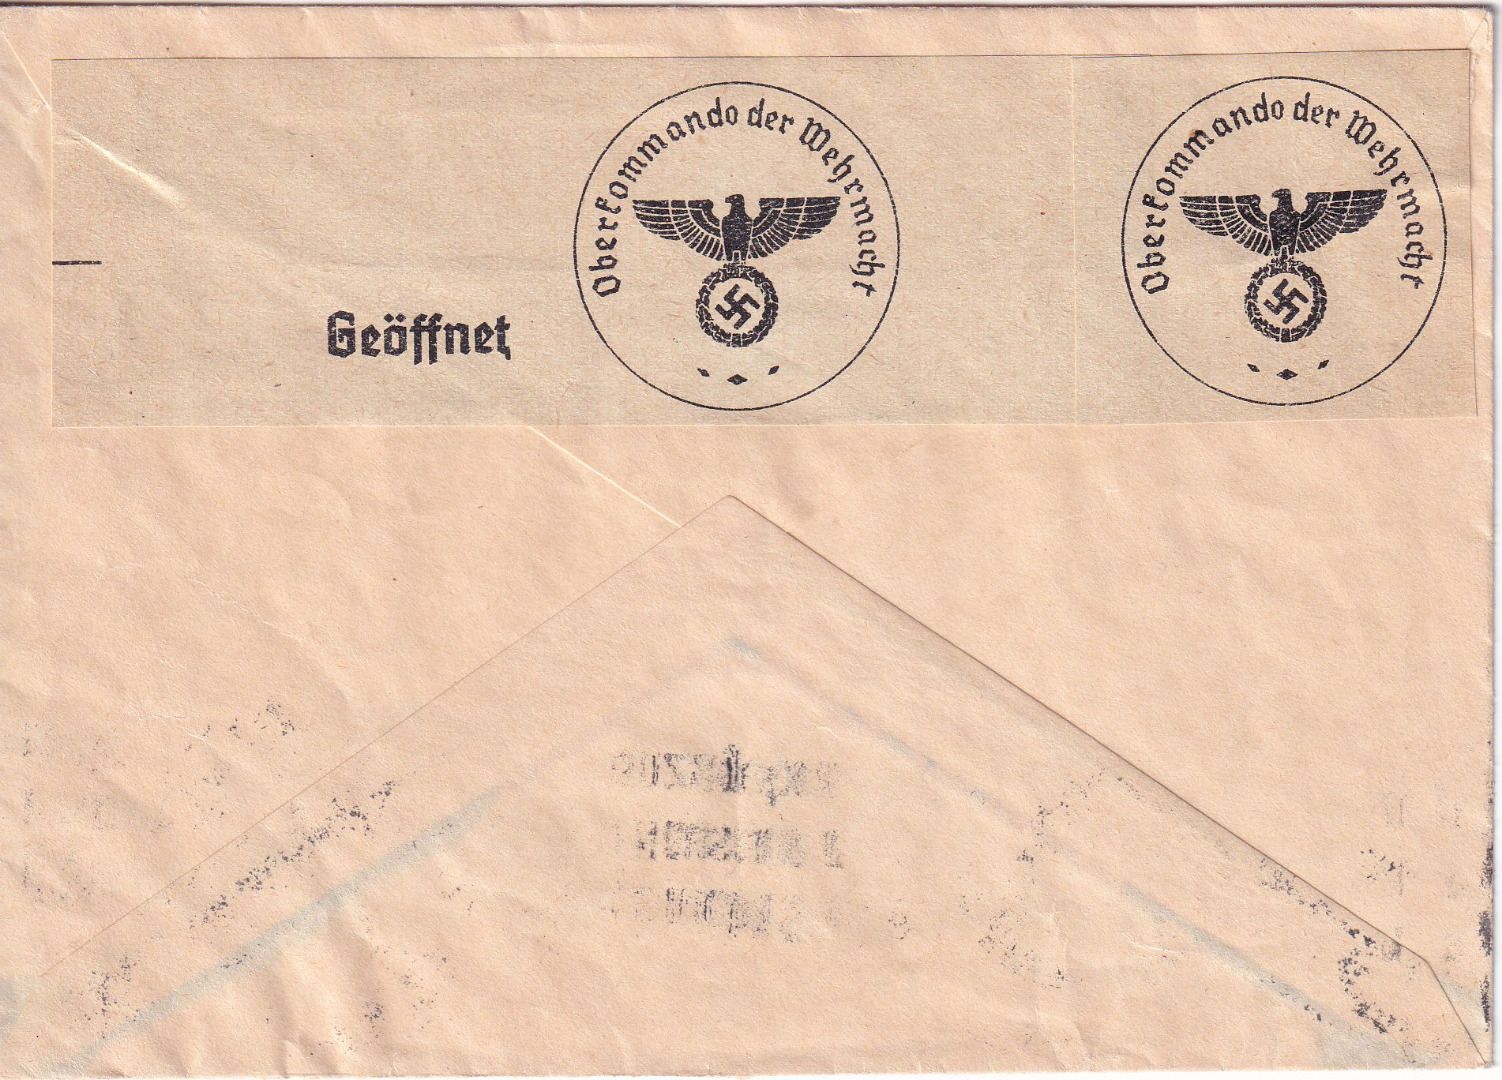 Oberkommando der Wehrmacht
Oberkommando der Wehrmacht
Geöffnet